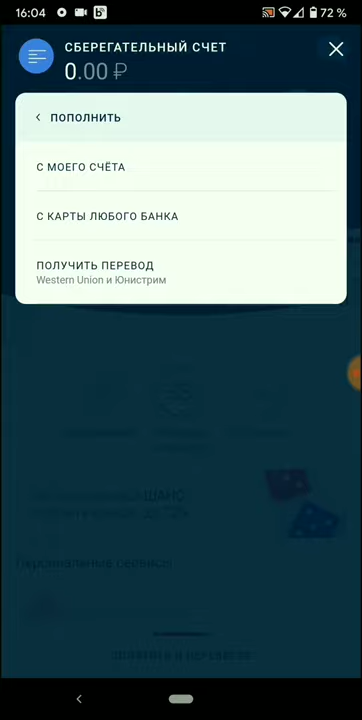 16:04
72 %
СБЕРЕГАТЕЛЬНЫЙ СЧЕТ
0.00 ₽
ПОПОЛНИТЬ
С МОЕГО СЧЁТА
С КАРТЫ ЛЮБОГО БАНКА
ПОЛУЧИТЬ ПЕРЕВОД
Western Union и Юнистрим
ШАНС
Персональные сервисы